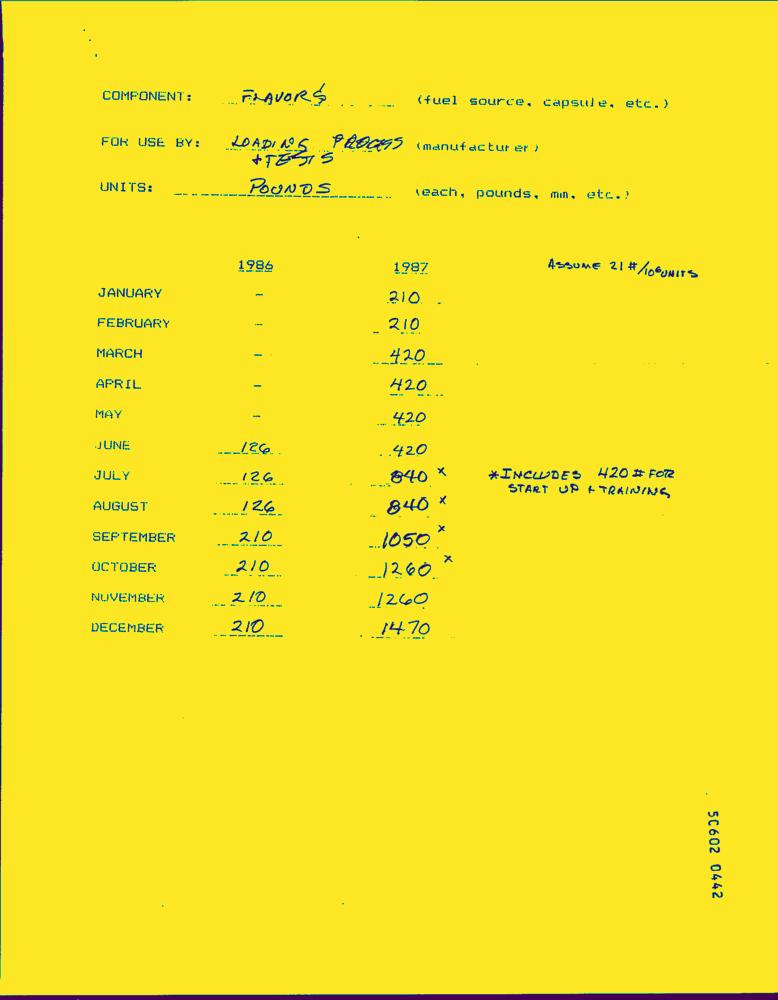 COMPONENT: FLAVORS (fuel source, capsule, etc.)
FOR USE BY: LOADING PROCESS (manufacturer)
+ TESTS
UNITS: POUNDS (each, pounds, mm, etc.)
1986 1987 ASSUME 21#/10⁶ UNITS
JANUARY - 210
FEBRUARY - 210
MARCH - 420
APRIL - 420
MAY - 420
JUNE 126 420
JULY 126 840 x *INCLUDES 420 # FOR
START UP + TRAINING
AUGUST 126 840 x
SEPTEMBER 210 1050 x
OCTOBER 210 1260 x
NOVEMBER 210 1260
DECEMBER 210 1470
50602 0442